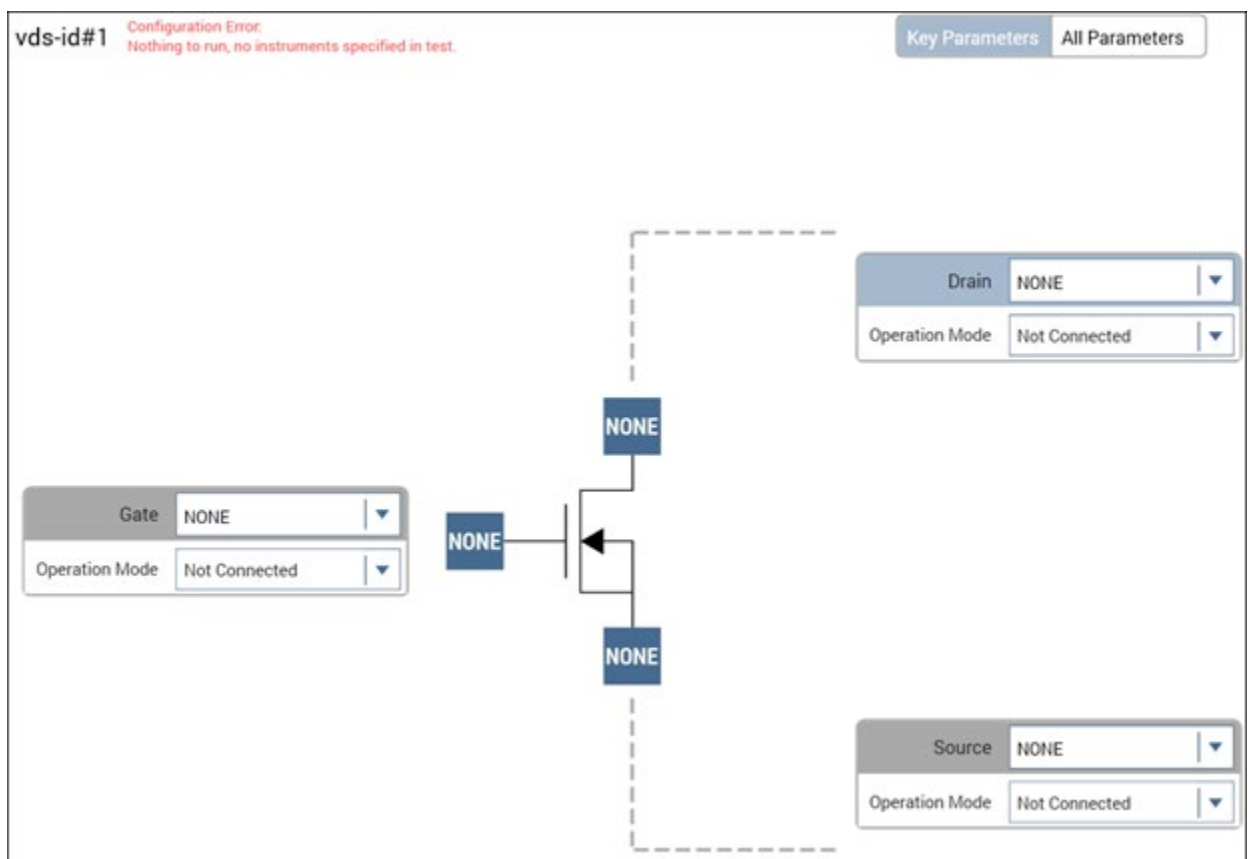 vds-id#1
Configuration Error:
Nothing to run, no instruments specified in test.
Key Parameters
All Parameters
Drain
NONE
Operation Mode
Not Connected
NONE
Gate
NONE
Operation Mode
Not Connected
NONE
NONE
Source
NONE
Operation Mode
Not Connected